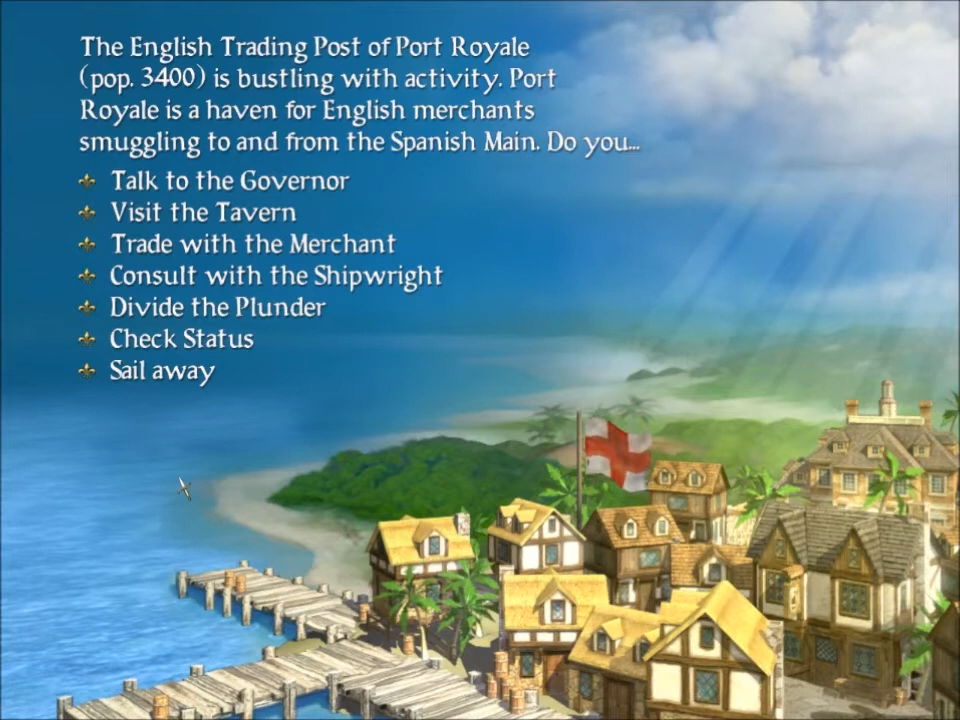 The English Trading Post of Port Royale
(pop. 3400) is bustling with activity. Port
Royale is a haven for English merchants
smuggling to and from the Spanish Main. Do you...
Talk to the Governor
Visit the Tavern
Trade with the Merchant
Consult with the Shipwright
Divide the Plunder
Check Status
Sail away